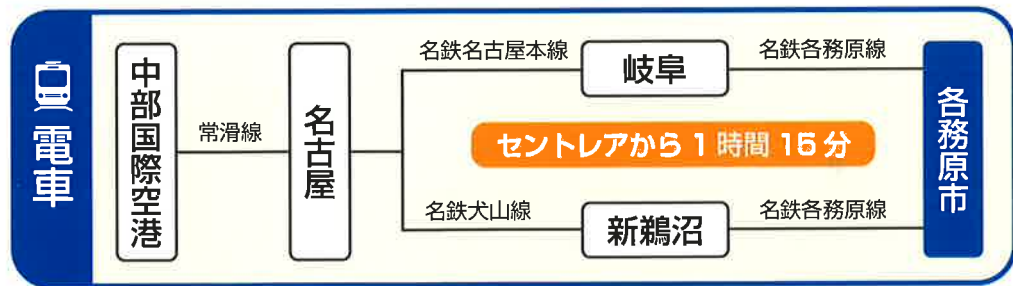 電車
中部国際空港
常滑線
名古屋
名鉄名古屋本線
岐阜
名鉄各務原線
セントレアから1時間15分
名鉄犬山線
新鵜沼
名鉄各務原線
各務原市